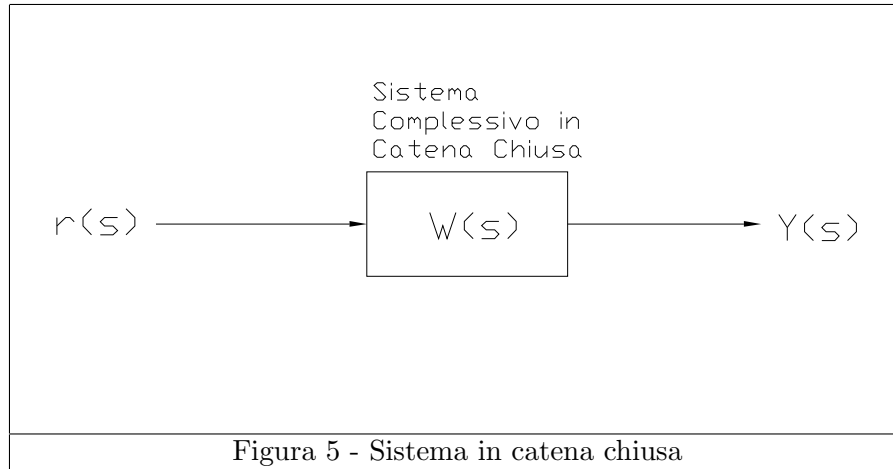 Sistema
Complessivo in
Catena Chiusa
r(s)
W(s)
Y(s)
Figura 5 - Sistema in catena chiusa